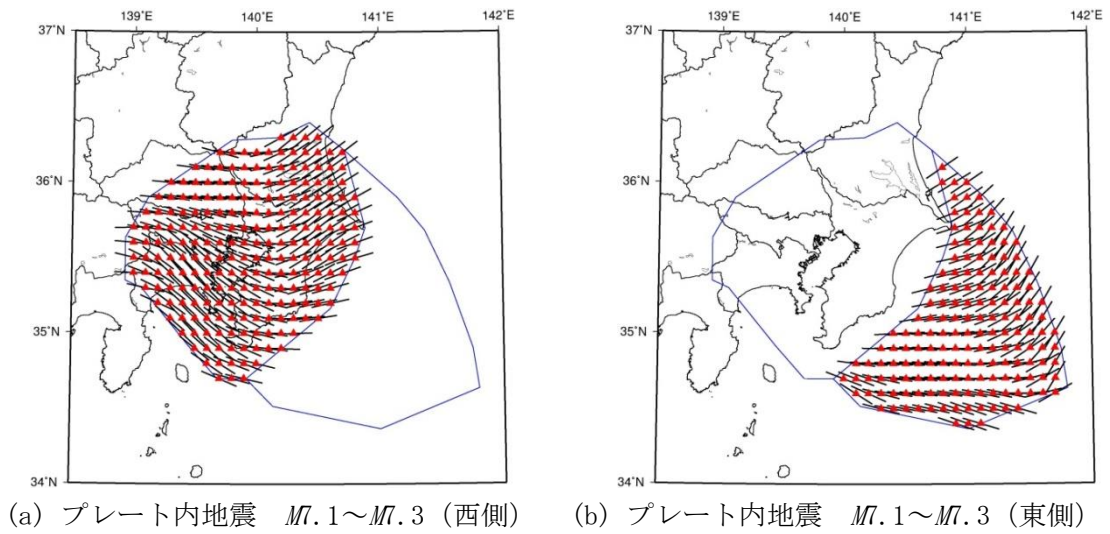 139˚E 140˚E 141˚E 142˚E 139˚E 140˚E 141˚E 142˚E
37˚N 37˚N
36˚N 36˚N
35˚N 35˚N
34˚N 34˚N
(a) プレート内地震　M7.1～M7.3（西側） (b) プレート内地震　M7.1～M7.3（東側）